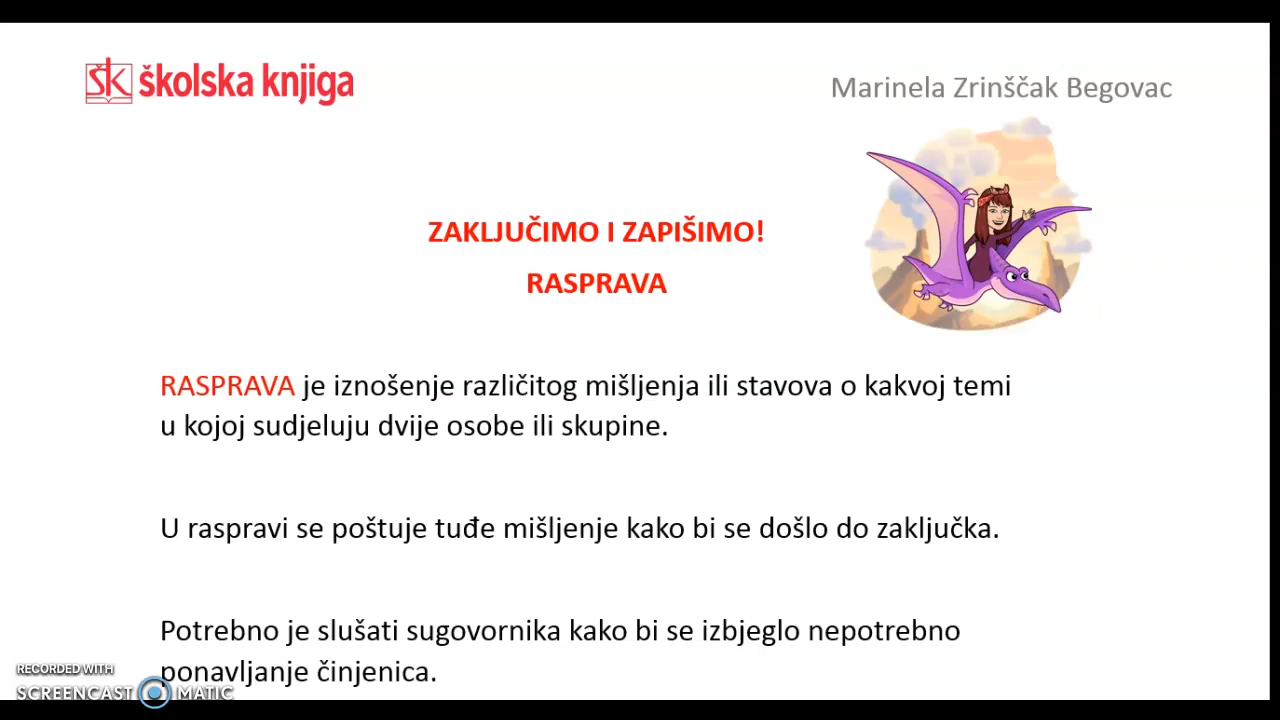 ŠK školska knjiga
Marinela Zrinščak Begovac
ZAKLJUČIMO I ZAPIŠIMO!
RASPRAVA
RASPRAVA je iznošenje različitog mišljenja ili stavova o kakvoj temi
u kojoj sudjeluju dvije osobe ili skupine.
U raspravi se poštuje tuđe mišljenje kako bi se došlo do zaključka.
Potrebno je slušati sugovornika kako bi se izbjeglo nepotrebno
ponavljanje činjenica.
RECORDED WITH
SCREENCAST MATIC